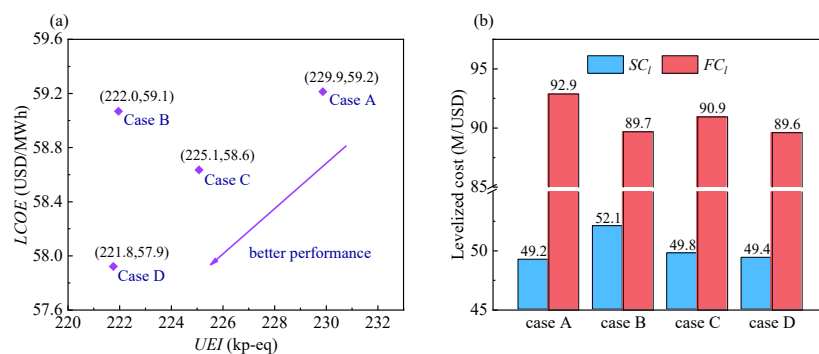 (a)
59.6
59.2
58.8
58.4
58.0
57.6
LCOE (USD/MWh)
(229.9,59.2)
Case A
(222.0,59.1)
Case B
(225.1,58.6)
Case C
(221.8,57.9)
Case D
better performance
220 222 224 226 228 230 232
UEI (kp-eq)
(b)
SCl FCl
95
90
85
50
45
Levelized cost (M/USD)
92.9
89.7
90.9
89.6
49.2
52.1
49.8
49.4
case A case B case C case D